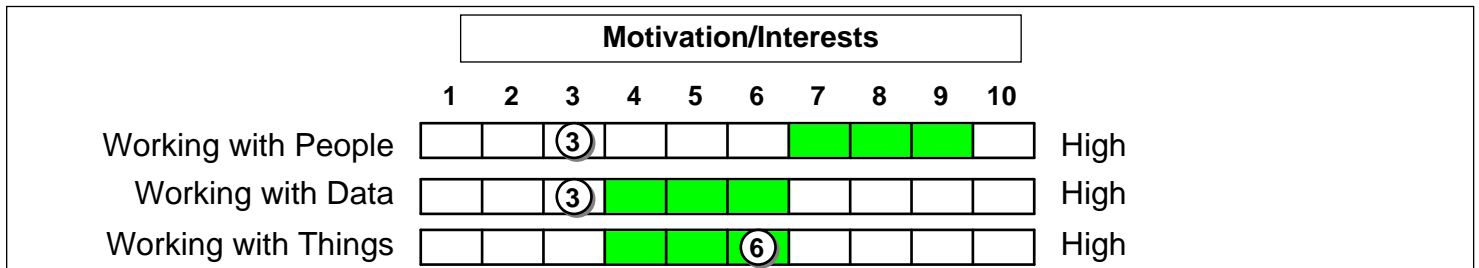 Motivation/Interests
1 2 3 4 5 6 7 8 9 10
Working with People 3 High
Working with Data 3 High
Working with Things 6 High